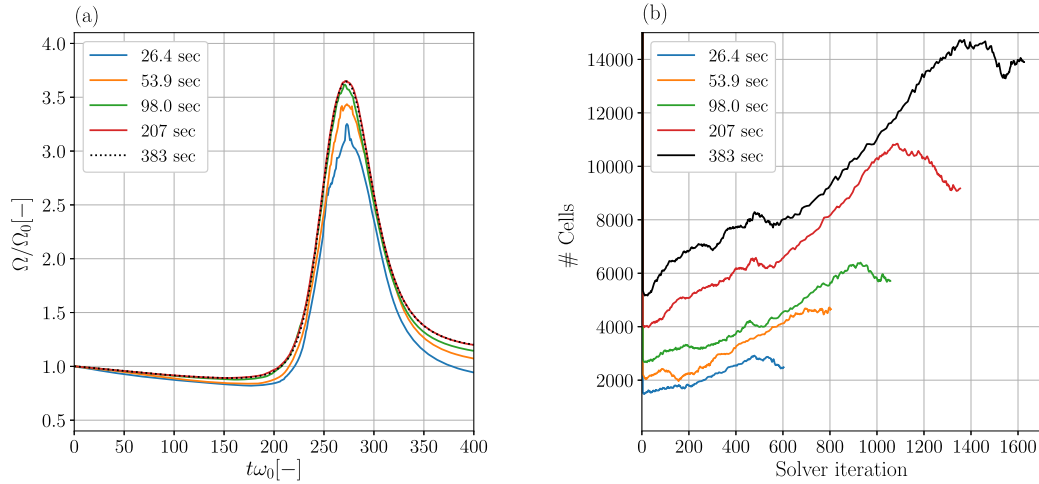 (a)
4.0
3.5
3.0
2.5
2.0
1.5
1.0
0.5
Ω/Ω₀[−]
26.4 sec
53.9 sec
98.0 sec
207 sec
383 sec
0 50 100 150 200 250 300 350 400
tω₀[−]
(b)
14000
12000
10000
8000
6000
4000
2000
# Cells
26.4 sec
53.9 sec
98.0 sec
207 sec
383 sec
0 200 400 600 800 1000 1200 1400 1600
Solver iteration